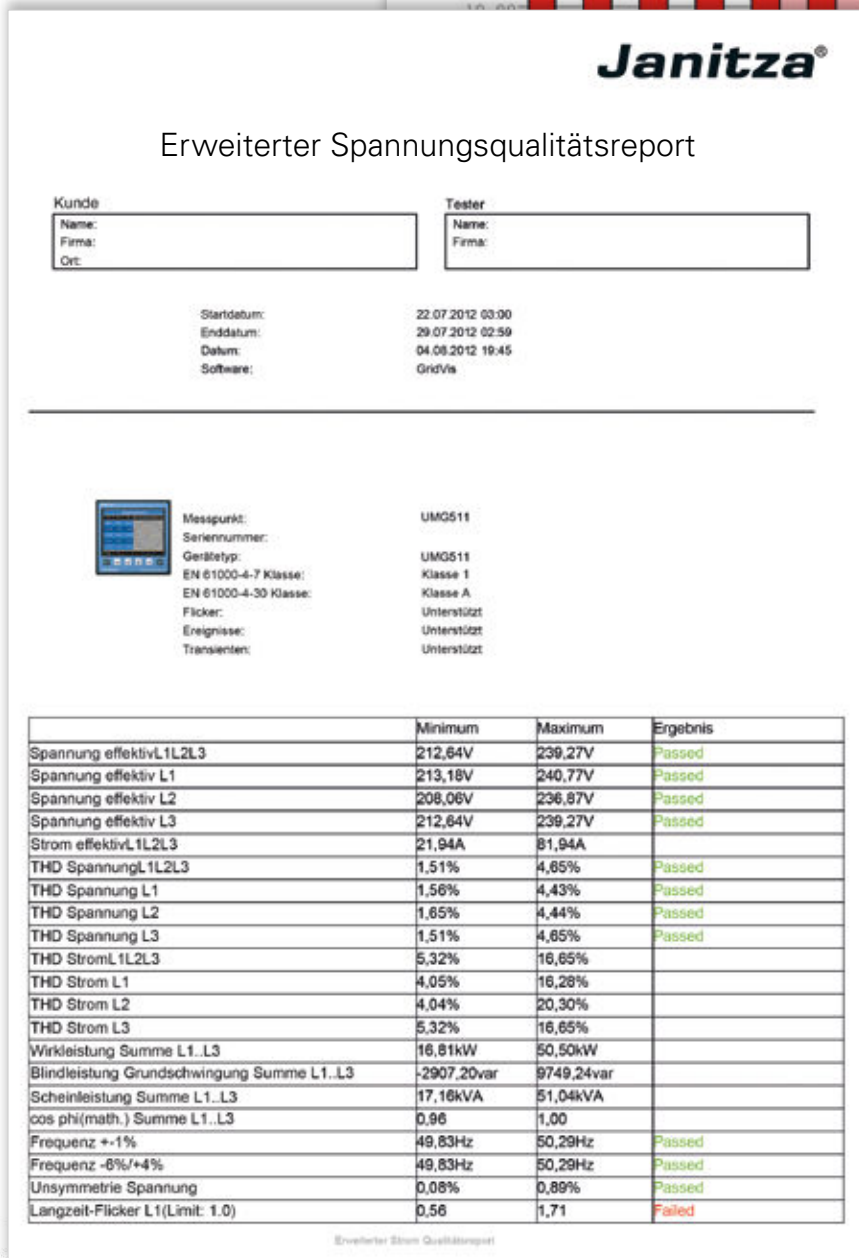 Janitza®
Erweiterter Spannungsqualitätsreport
Kunde
Name:
Firma:
Ort:
Tester
Name:
Firma:
Startdatum: 22.07.2012 03:00
Enddatum: 29.07.2012 02:59
Datum: 04.08.2012 19:45
Software: GridVis
Messpunkt: UMG511
Seriennummer:
Gerätetyp: UMG511
EN 61000-4-7 Klasse: Klasse 1
EN 61000-4-30 Klasse: Klasse A
Flicker: Unterstützt
Ereignisse: Unterstützt
Transienten: Unterstützt
Minimum Maximum Ergebnis
Spannung effektivL1L2L3 212,64V 239,27V Passed
Spannung effektiv L1 213,18V 240,77V Passed
Spannung effektiv L2 208,06V 236,87V Passed
Spannung effektiv L3 212,64V 239,27V Passed
Strom effektivL1L2L3 21,94A 81,94A
THD SpannungL1L2L3 1,51% 4,65% Passed
THD Spannung L1 1,56% 4,43% Passed
THD Spannung L2 1,65% 4,44% Passed
THD Spannung L3 1,51% 4,65% Passed
THD StromL1L2L3 5,32% 16,65%
THD Strom L1 4,05% 16,28%
THD Strom L2 4,04% 20,30%
THD Strom L3 5,32% 16,65%
Wirkleistung Summe L1..L3 16,81kW 50,50kW
Blindleistung Grundschwingung Summe L1..L3 -2907,20var 9749,24var
Scheinleistung Summe L1..L3 17,16kVA 51,04kVA
cos phi(math.) Summe L1..L3 0,96 1,00
Frequenz +-1% 49,83Hz 50,29Hz Passed
Frequenz -6%/+4% 49,83Hz 50,29Hz Passed
Unsymmetrie Spannung 0,08% 0,89% Passed
Langzeit-Flicker L1(Limit: 1.0) 0,56 1,71 Failed
Erweiterter Strom Qualitätsreport